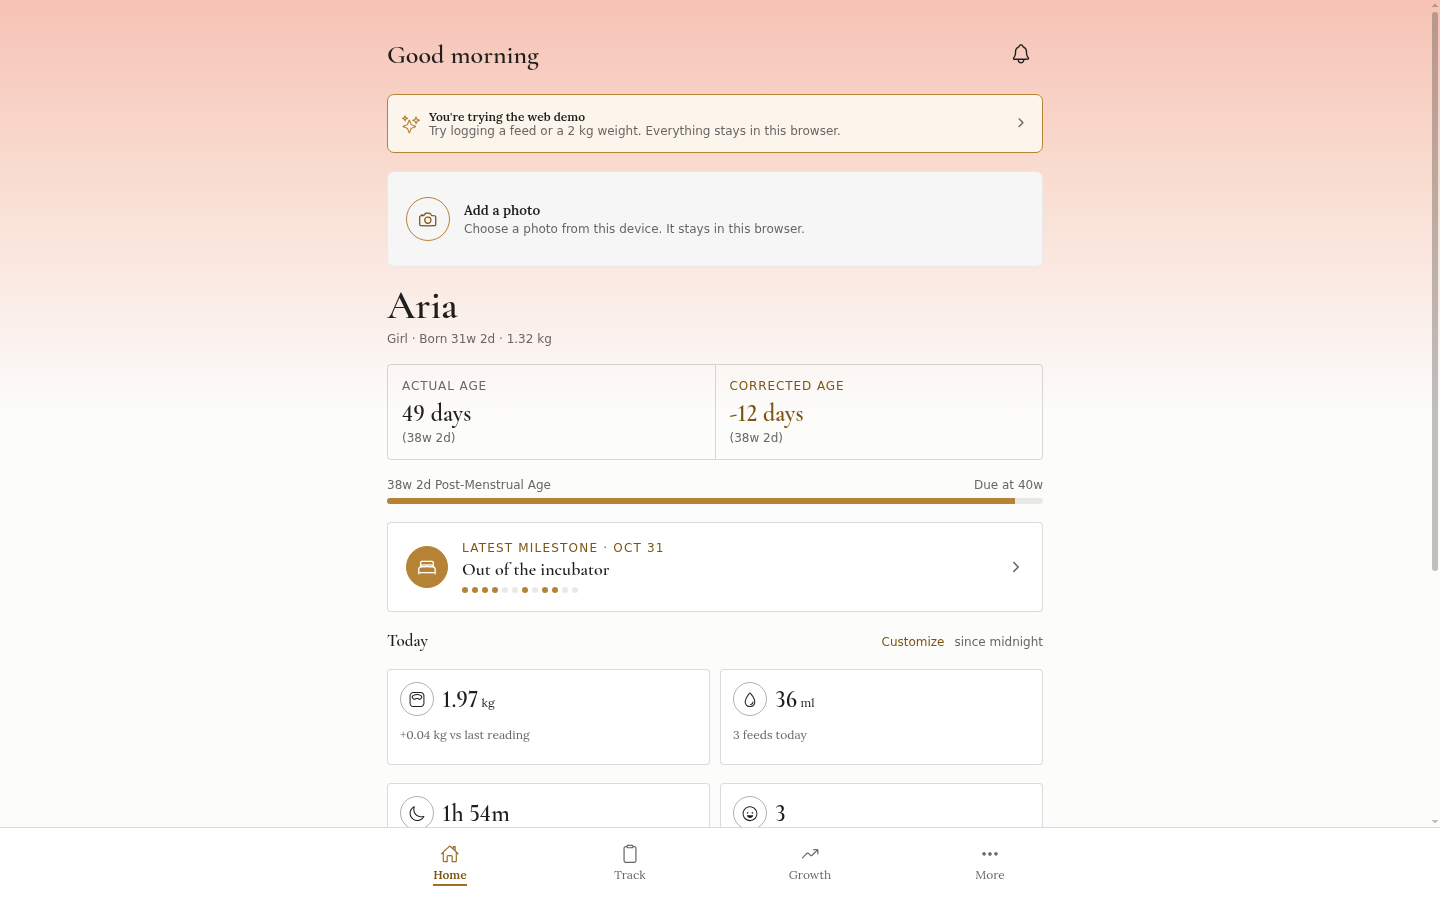 Good morning
You're trying the web demo
Try logging a feed or a 2 kg weight. Everything stays in this browser.
Add a photo
Choose a photo from this device. It stays in this browser.
Aria
Girl · Born 31w 2d · 1.32 kg
ACTUAL AGE
49 days
(38w 2d)
CORRECTED AGE
-12 days
(38w 2d)
38w 2d Post-Menstrual Age
Due at 40w
LATEST MILESTONE · OCT 31
Out of the incubator
Today
Customize
since midnight
1.97 kg
+0.04 kg vs last reading
36 ml
3 feeds today
1h 54m
3
Home
Track
Growth
More